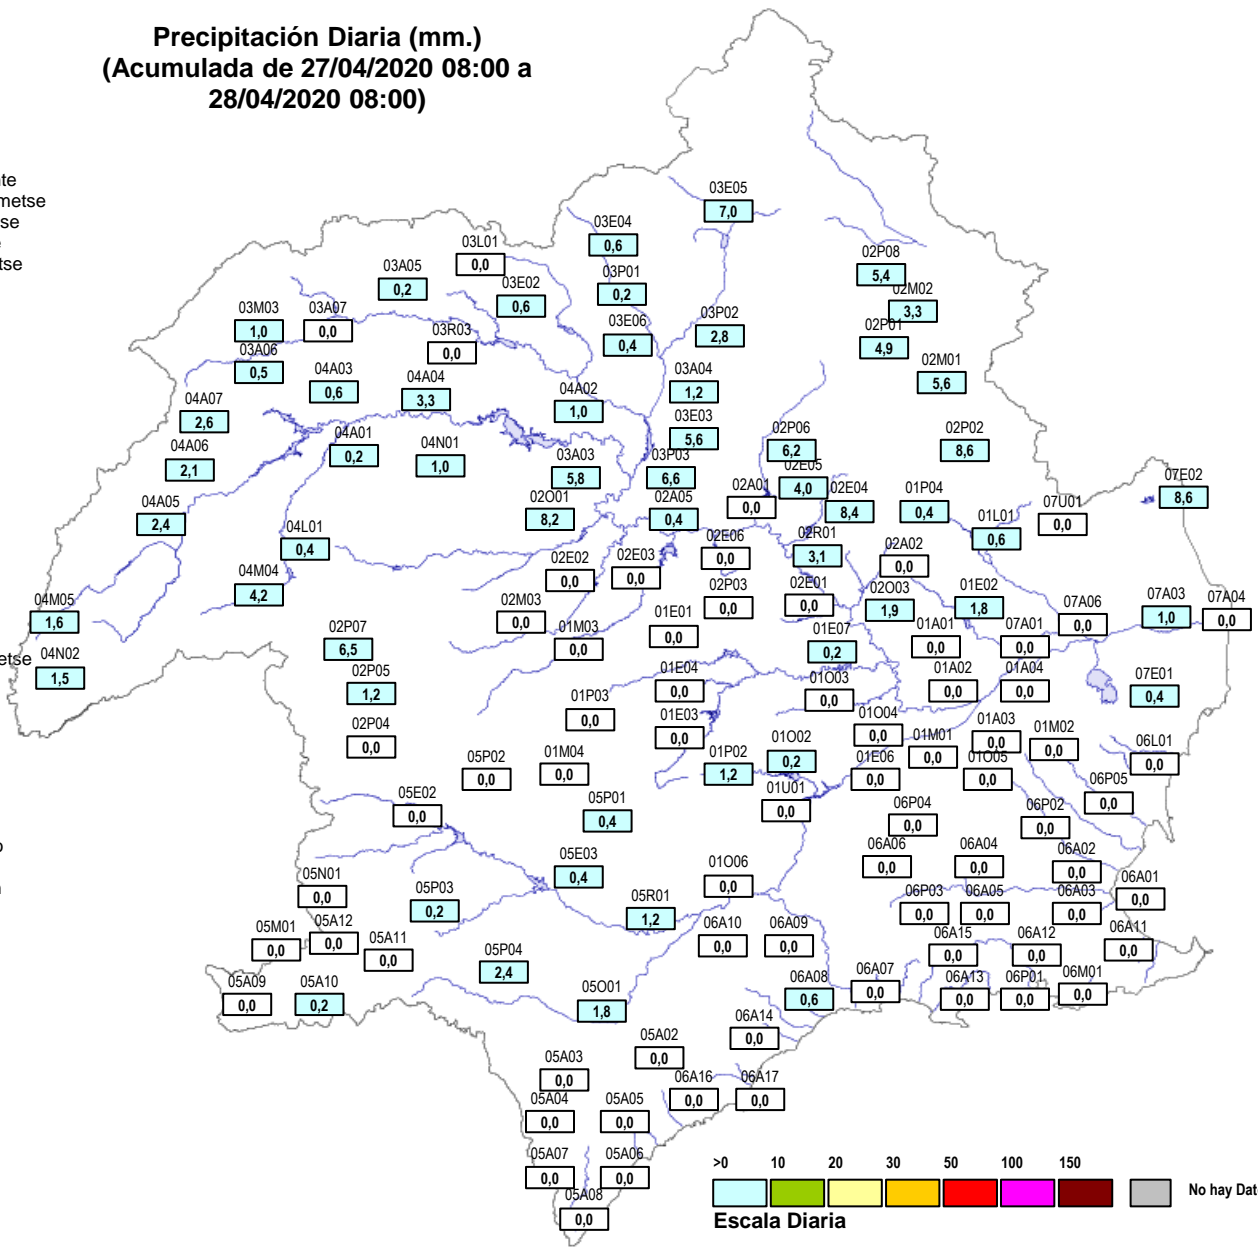 Precipitación Diaria (mm.)
(Acumulada de 27/04/2020 08:00 a
28/04/2020 08:00)
nte
metse
se
tse
etse
o
03E05
7,0
03E04
0,6
03L01
0,0
02P08
5,4
03A05
0,2
03E02
0,6
03P01
0,2
02M02
3,3
03M03
1,0
03A07
0,0
03P02
2,8
03R03
0,0
03E06
0,4
02P01
4,9
03A06
0,5
02M01
5,6
04A03
0,6
04A04
3,3
03A04
1,2
04A02
1,0
04A07
2,6
03E03
5,6
04A01
0,2
04N01
1,0
02P06
6,2
02P02
8,6
04A06
2,1
03A03
5,8
03P03
6,6
02E05
4,0
07E02
8,6
02A01
0,0
02E04
8,4
01P04
0,4
04A05
2,4
02O01
8,2
02A05
0,4
07U01
0,0
01L01
0,6
04L01
0,4
02E06
0,0
02R01
3,1
02A02
0,0
04M04
4,2
02E02
0,0
02E03
0,0
02P03
0,0
02E01
0,0
02O03
1,9
01E02
1,8
07A03
1,0
07A04
0,0
04M05
1,6
02M03
0,0
01E01
0,0
07A06
0,0
02P07
6,5
01M03
0,0
01E07
0,2
01A01
0,0
07A01
0,0
04N02
1,5
02P05
1,2
01E04
0,0
01O03
0,0
01A02
0,0
01A04
0,0
07E01
0,4
01P03
0,0
02P04
0,0
01E03
0,0
01O04
0,0
01A03
0,0
01M02
0,0
01M01
0,0
06L01
0,0
05P02
0,0
01M04
0,0
01P02
1,2
01O02
0,2
01E06
0,0
01O05
0,0
05E02
0,0
05P01
0,4
01U01
0,0
06P05
0,0
06P04
0,0
06P02
0,0
05E03
0,4
01O06
0,0
06A06
0,0
06A04
0,0
06A02
0,0
05N01
0,0
05P03
0,2
05R01
1,2
06P03
0,0
06A05
0,0
06A03
0,0
06A01
0,0
05M01
0,0
05A12
0,0
05A11
0,0
06A10
0,0
06A09
0,0
06A15
0,0
06A12
0,0
06A11
0,0
05P04
2,4
05A09
0,0
05A10
0,2
05O01
1,8
06A08
0,6
06A07
0,0
06A13
0,0
06P01
0,0
06M01
0,0
06A14
0,0
05A02
0,0
05A03
0,0
06A16
0,0
06A17
0,0
05A04
0,0
05A05
0,0
05A07
0,0
05A06
0,0
05A08
0,0
>0 10 20 30 50 100 150
No hay Dat
Escala Diaria